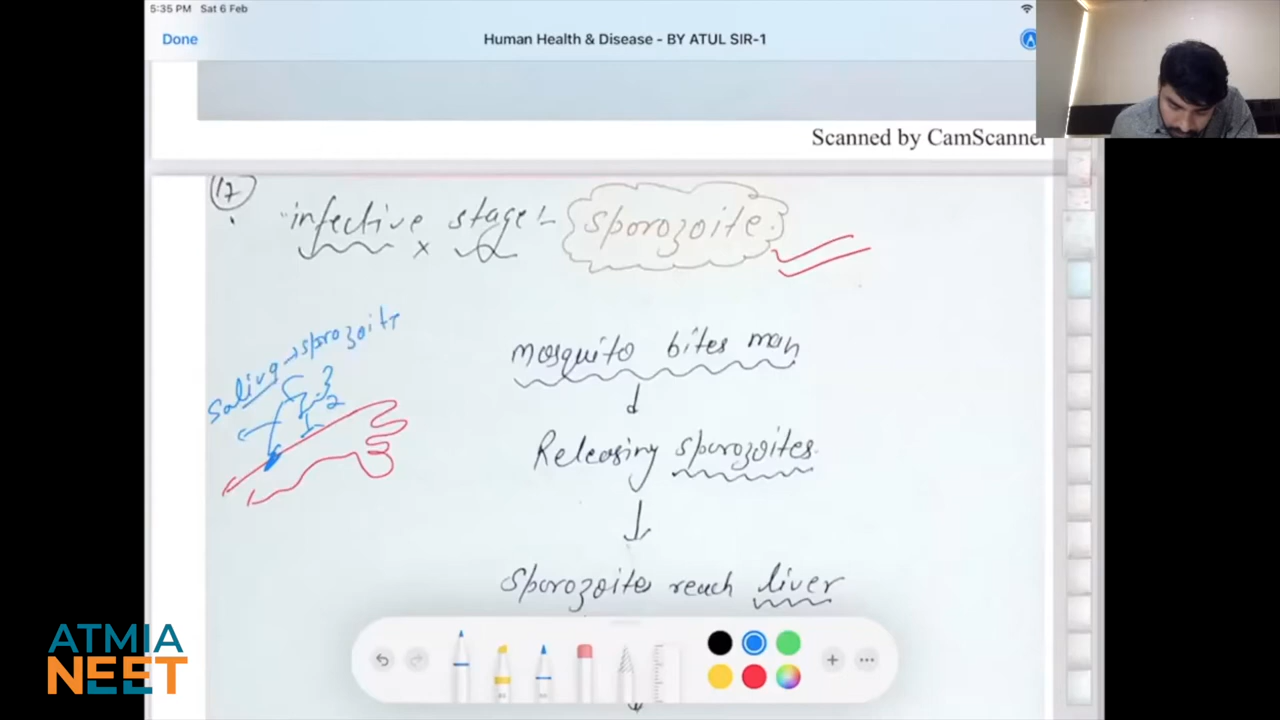 5:35 PM Sat 6 Feb
Done
Human Health & Disease - BY ATUL SIR-1
Scanned by CamScanner
17
infective stage:- sporozoite.
saliva → sporozoite
mosquito bites man
Releasing sporozoites.
sporozoites reach liver
ATMIA
NEET